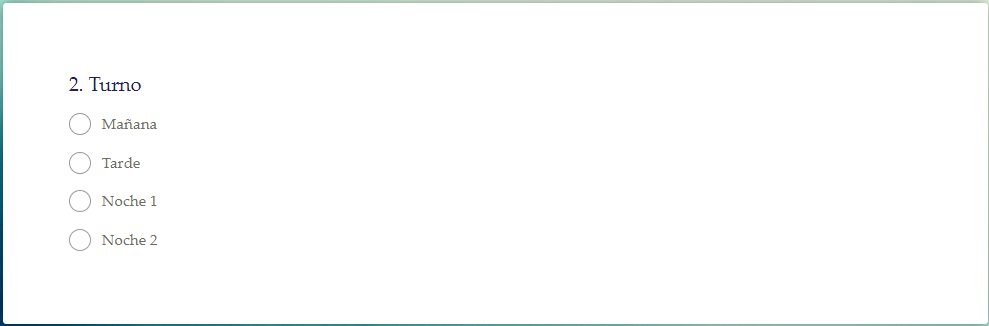 2. Turno
Mañana
Tarde
Noche 1
Noche 2